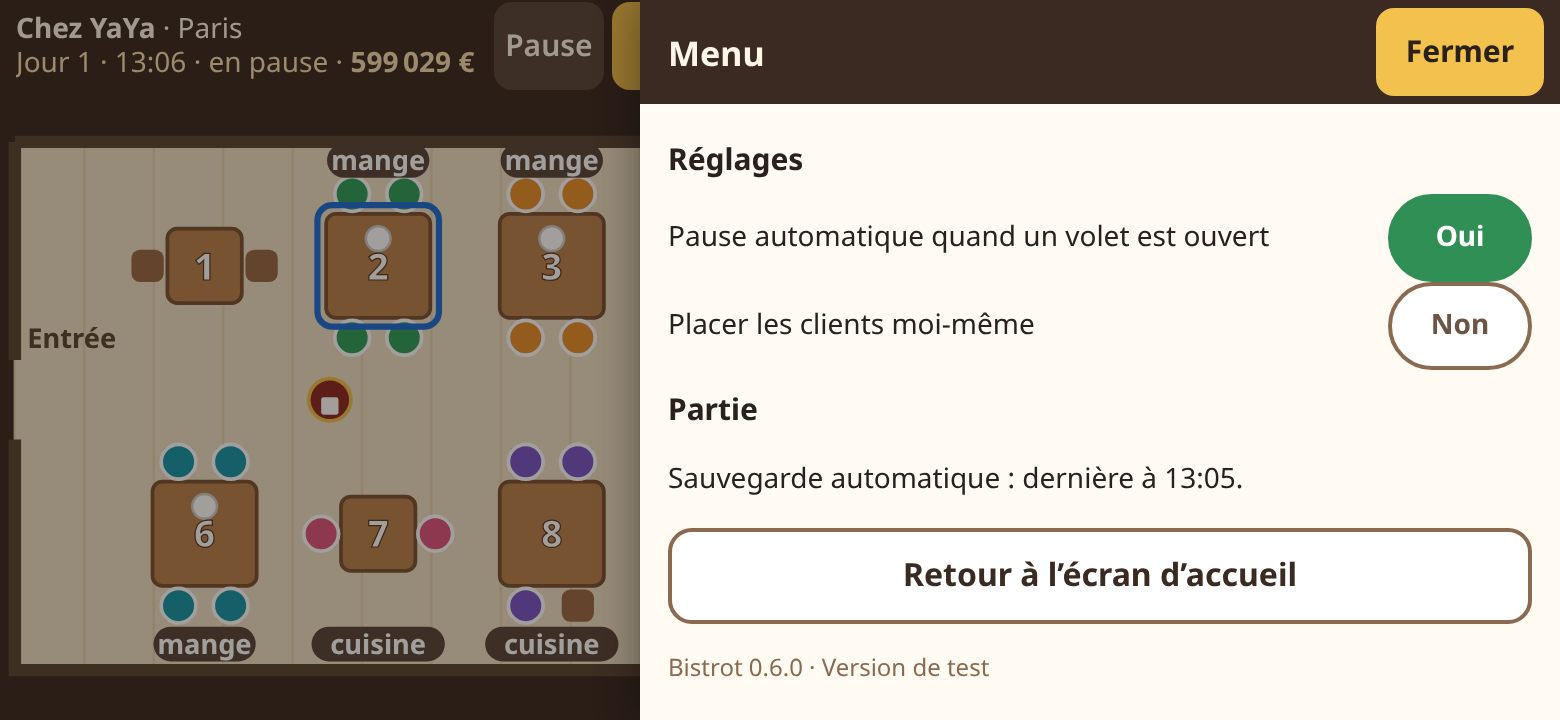 Chez YaYa · Paris
Jour 1 · 13:06 · en pause · 599 029 €
Pause
mange
mange
1
2
3
Entrée
6
7
8
mange
cuisine
cuisine
Menu
Fermer
Réglages
Pause automatique quand un volet est ouvert
Oui
Placer les clients moi-même
Non
Partie
Sauvegarde automatique : dernière à 13:05.
Retour à l’écran d’accueil
Bistrot 0.6.0 · Version de test